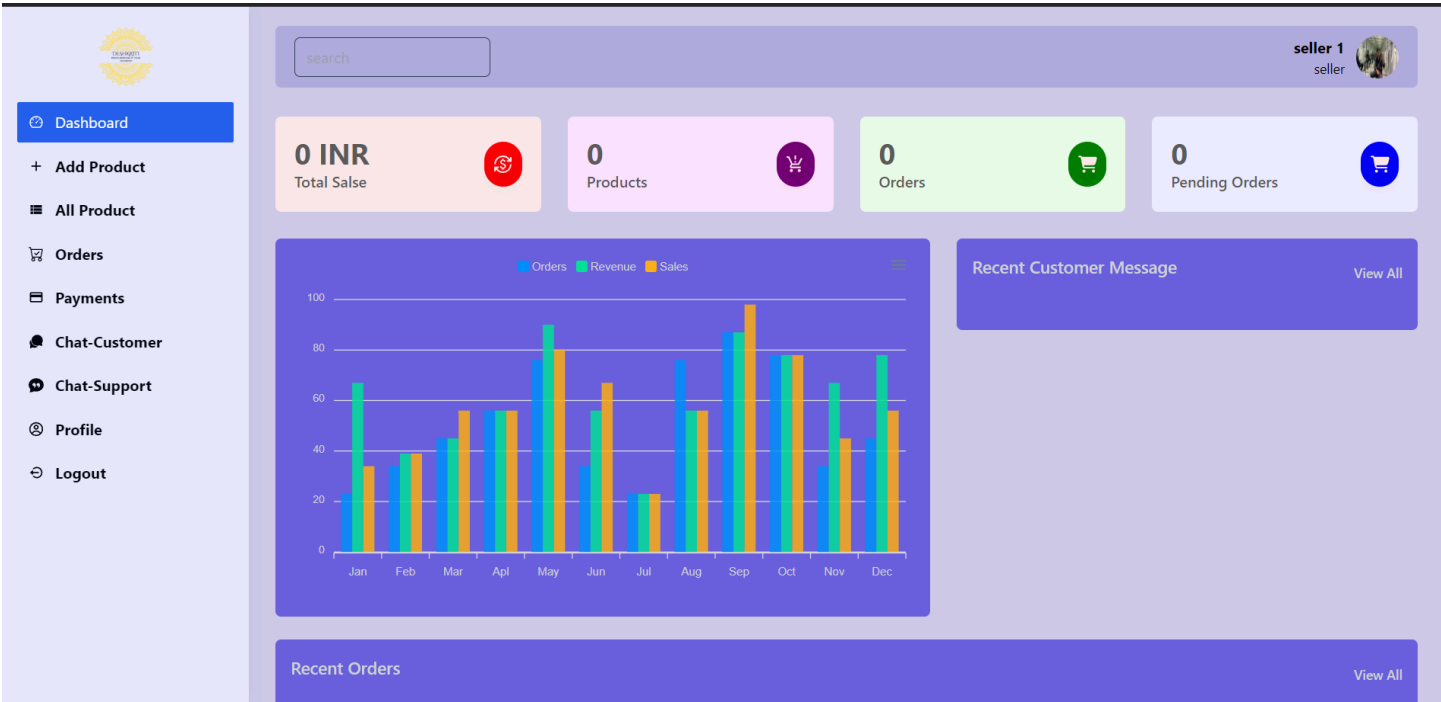 Dashboard
Add Product
All Product
Orders
Payments
Chat-Customer
Chat-Support
Profile
Logout
search
seller 1
seller
0 INR
Total Salse
0
Products
0
Orders
0
Pending Orders
Orders Revenue Sales
100
80
60
40
20
0
Jan Feb Mar Apl May Jun Jul Aug Sep Oct Nov Dec
Recent Customer Message
View All
Recent Orders
View All